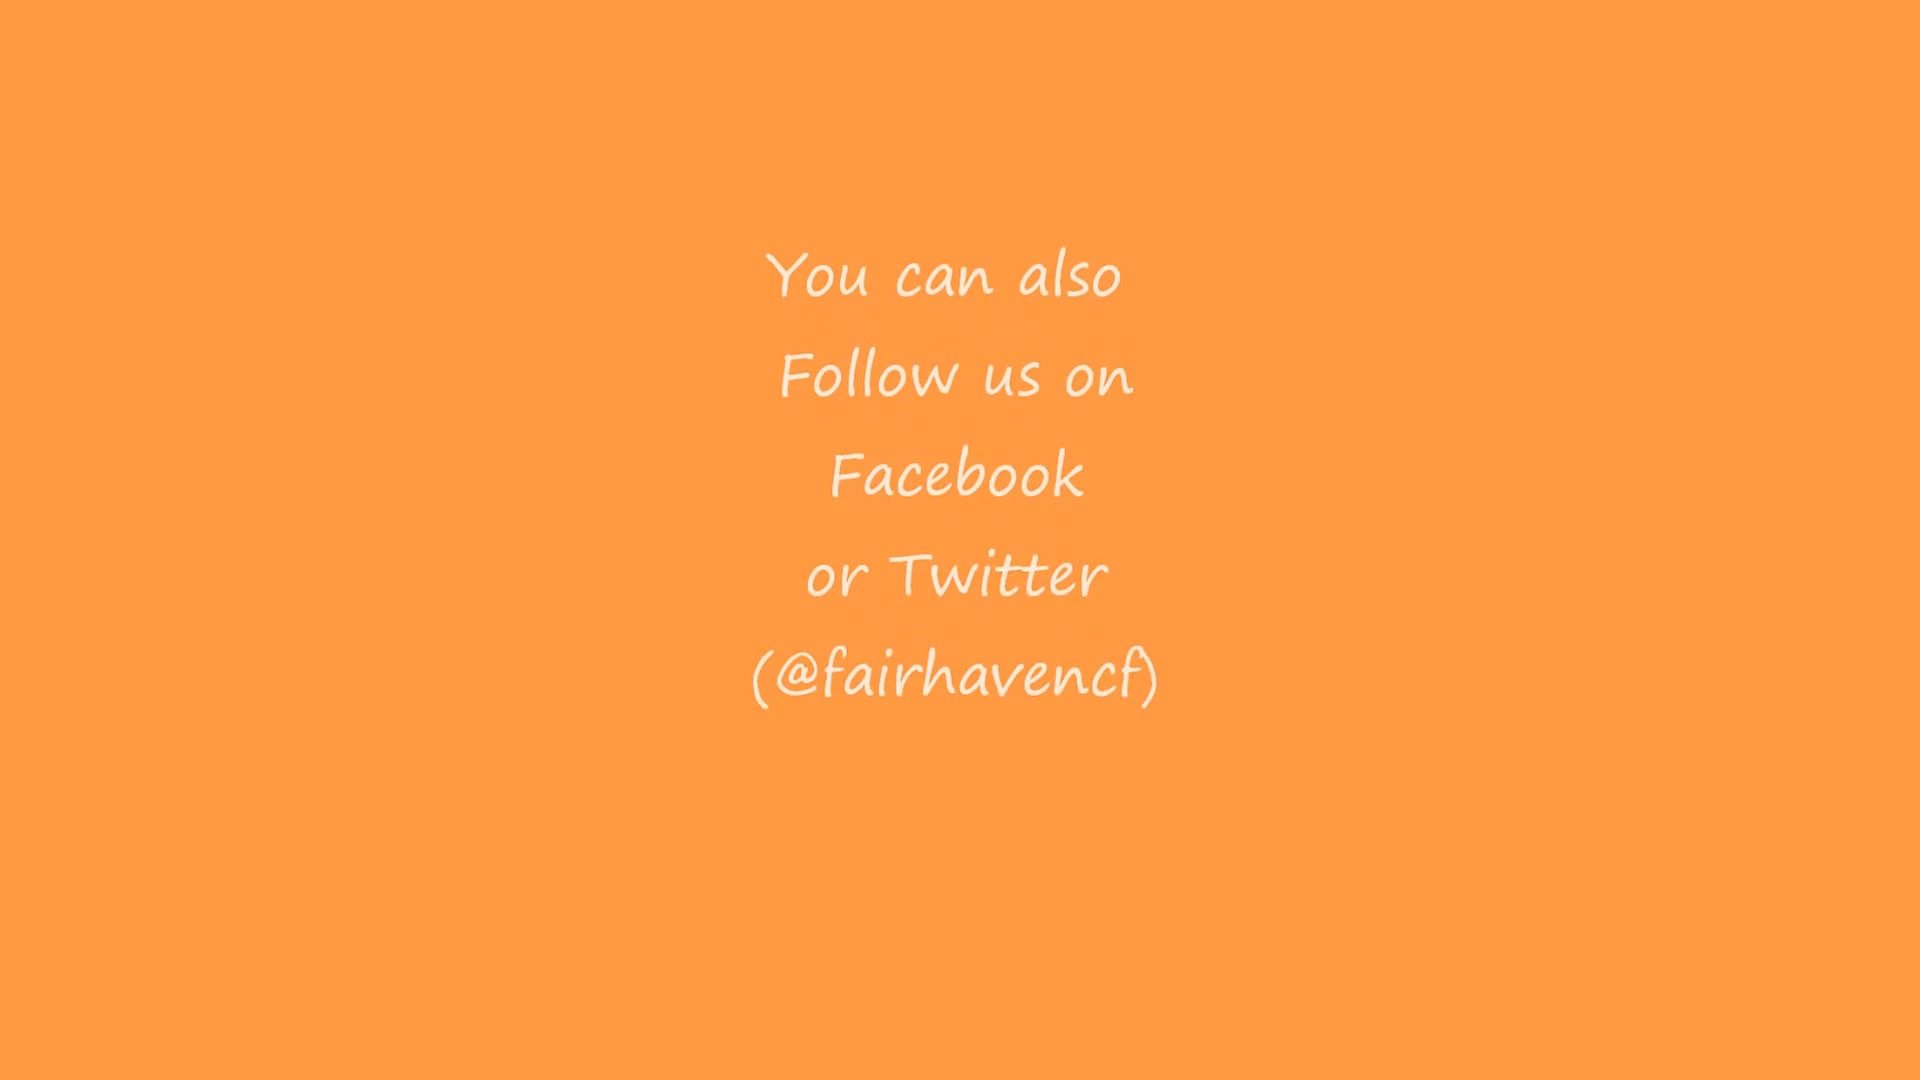 You can also
Follow us on
Facebook
or Twitter
(@fairhavencf)